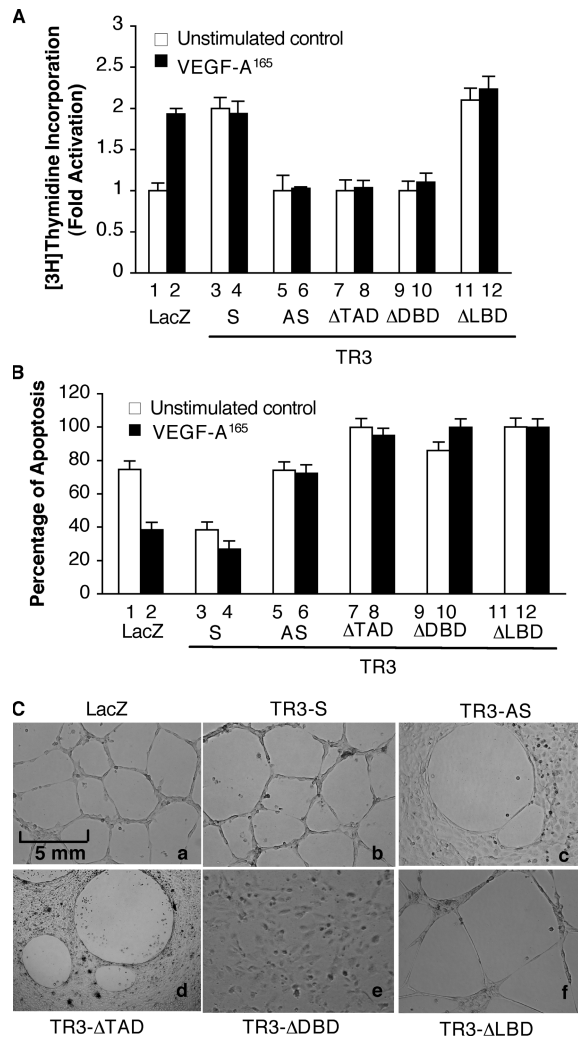 A
[3H]Thymidine Incorporation
(Fold Activation)
Unstimulated control
VEGF-A165
3
2.5
2
1.5
1
0.5
0
1 2 3 4 5 6 7 8 9 10 11 12
LacZ S AS ΔTAD ΔDBD ΔLBD
TR3
B
Percentage of Apoptosis
120
100
80
60
40
20
0
Unstimulated control
VEGF-A165
1 2 3 4 5 6 7 8 9 10 11 12
LacZ S AS ΔTAD ΔDBD ΔLBD
TR3
C
LacZ TR3-S TR3-AS
5 mm
a b c
d e f
TR3-ΔTAD TR3-ΔDBD TR3-ΔLBD